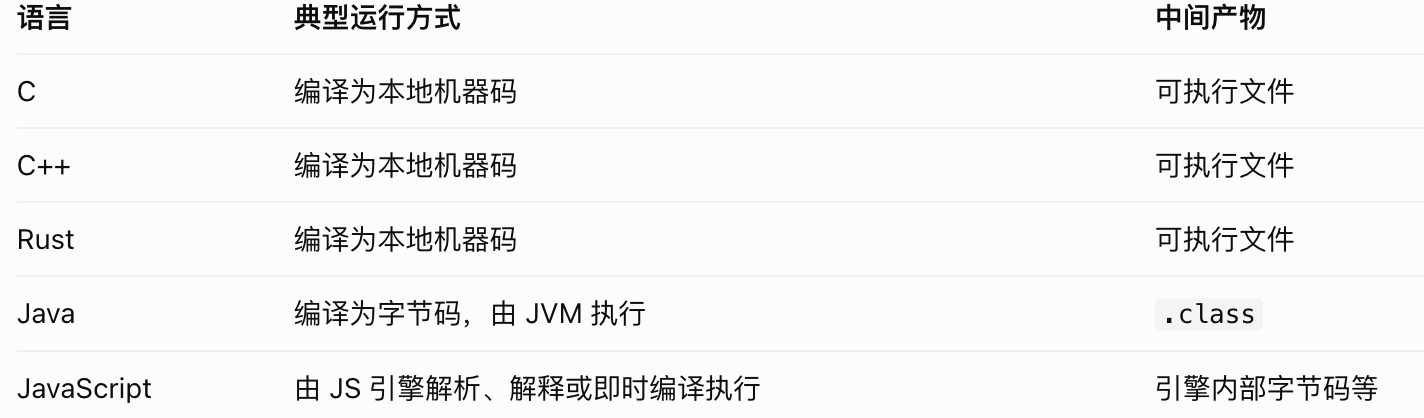 语言 典型运行方式 中间产物
C 编译为本地机器码 可执行文件
C++ 编译为本地机器码 可执行文件
Rust 编译为本地机器码 可执行文件
Java 编译为字节码，由 JVM 执行 .class
JavaScript 由 JS 引擎解析、解释或即时编译执行 引擎内部字节码等